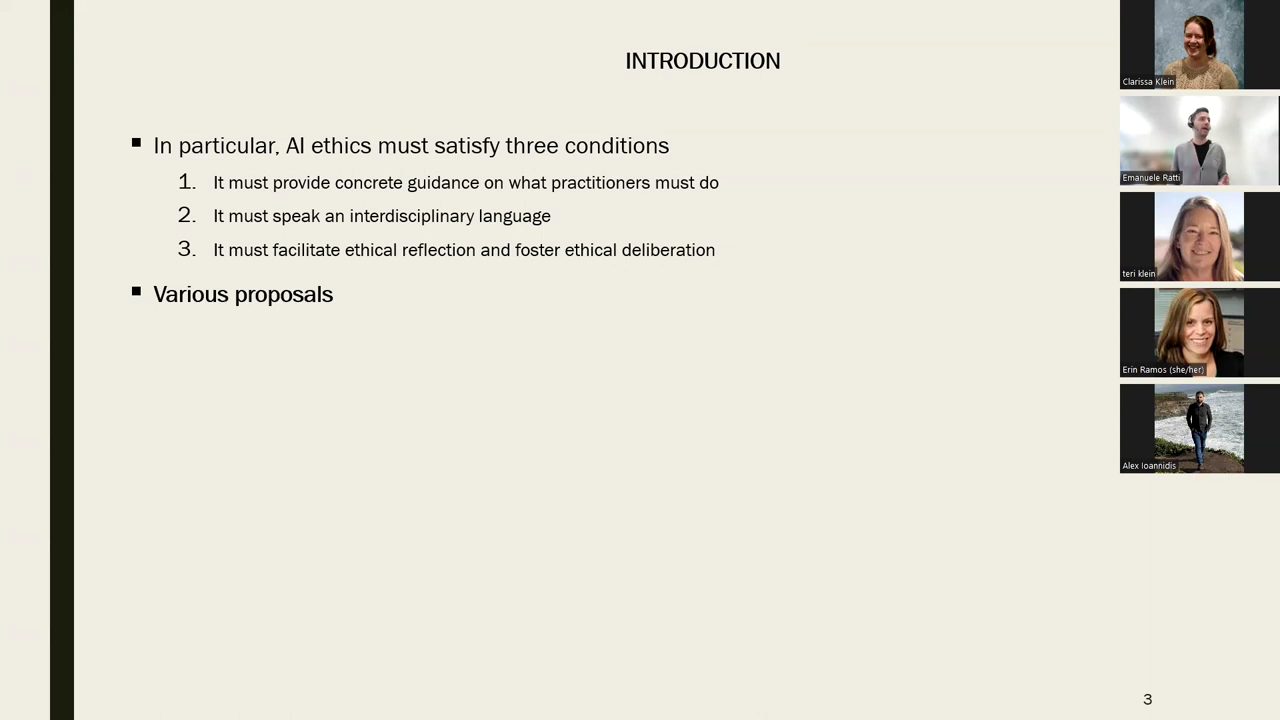 INTRODUCTION
▪ In particular, AI ethics must satisfy three conditions
1. It must provide concrete guidance on what practitioners must do
2. It must speak an interdisciplinary language
3. It must facilitate ethical reflection and foster ethical deliberation
▪ Various proposals
3
Clarissa Klein
Emanuele Ratti
teri klein
Erin Ramos (she/her)
Alex Ioannidis